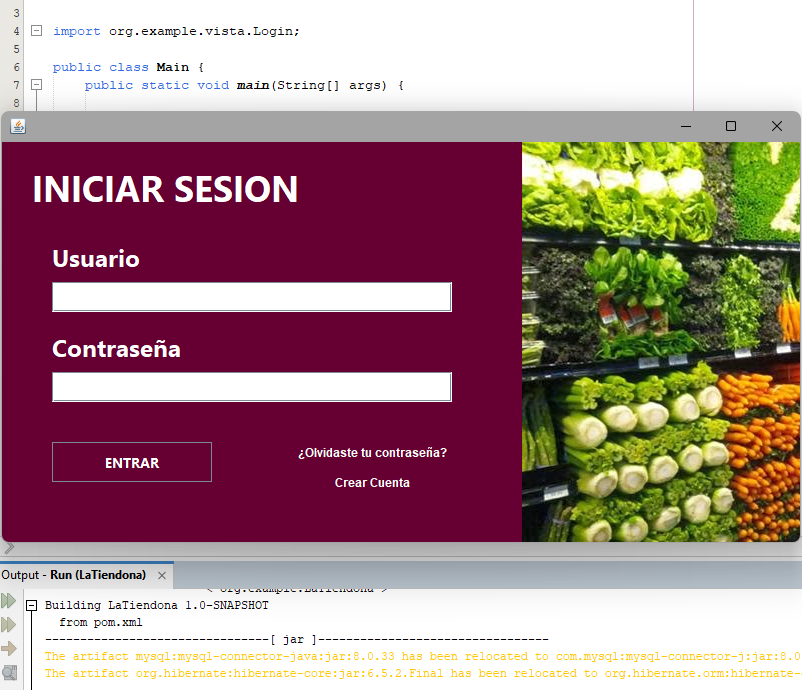 3
4 import org.example.vista.Login;
5
6 public class Main {
7 public static void main(String[] args) {
8
INICIAR SESION
Usuario
Contraseña
ENTRAR
¿Olvidaste tu contraseña?
Crear Cuenta
Output - Run (LaTiendona)
< org.example:LaTiendona >
Building LaTiendona 1.0-SNAPSHOT
from pom.xml
--------------------------------[ jar ]---------------------------------
The artifact mysql:mysql-connector-java:jar:8.0.33 has been relocated to com.mysql:mysql-connector-j:jar:8.0
The artifact org.hibernate:hibernate-core:jar:6.5.2.Final has been relocated to org.hibernate.orm:hibernate-